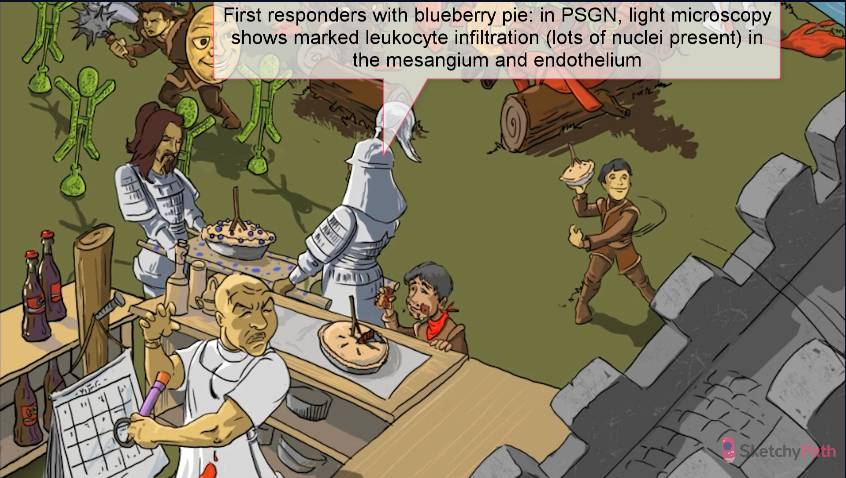 First responders with blueberry pie: in PSGN, light microscopy
shows marked leukocyte infiltration (lots of nuclei present) in
the mesangium and endothelium
SketchyPath